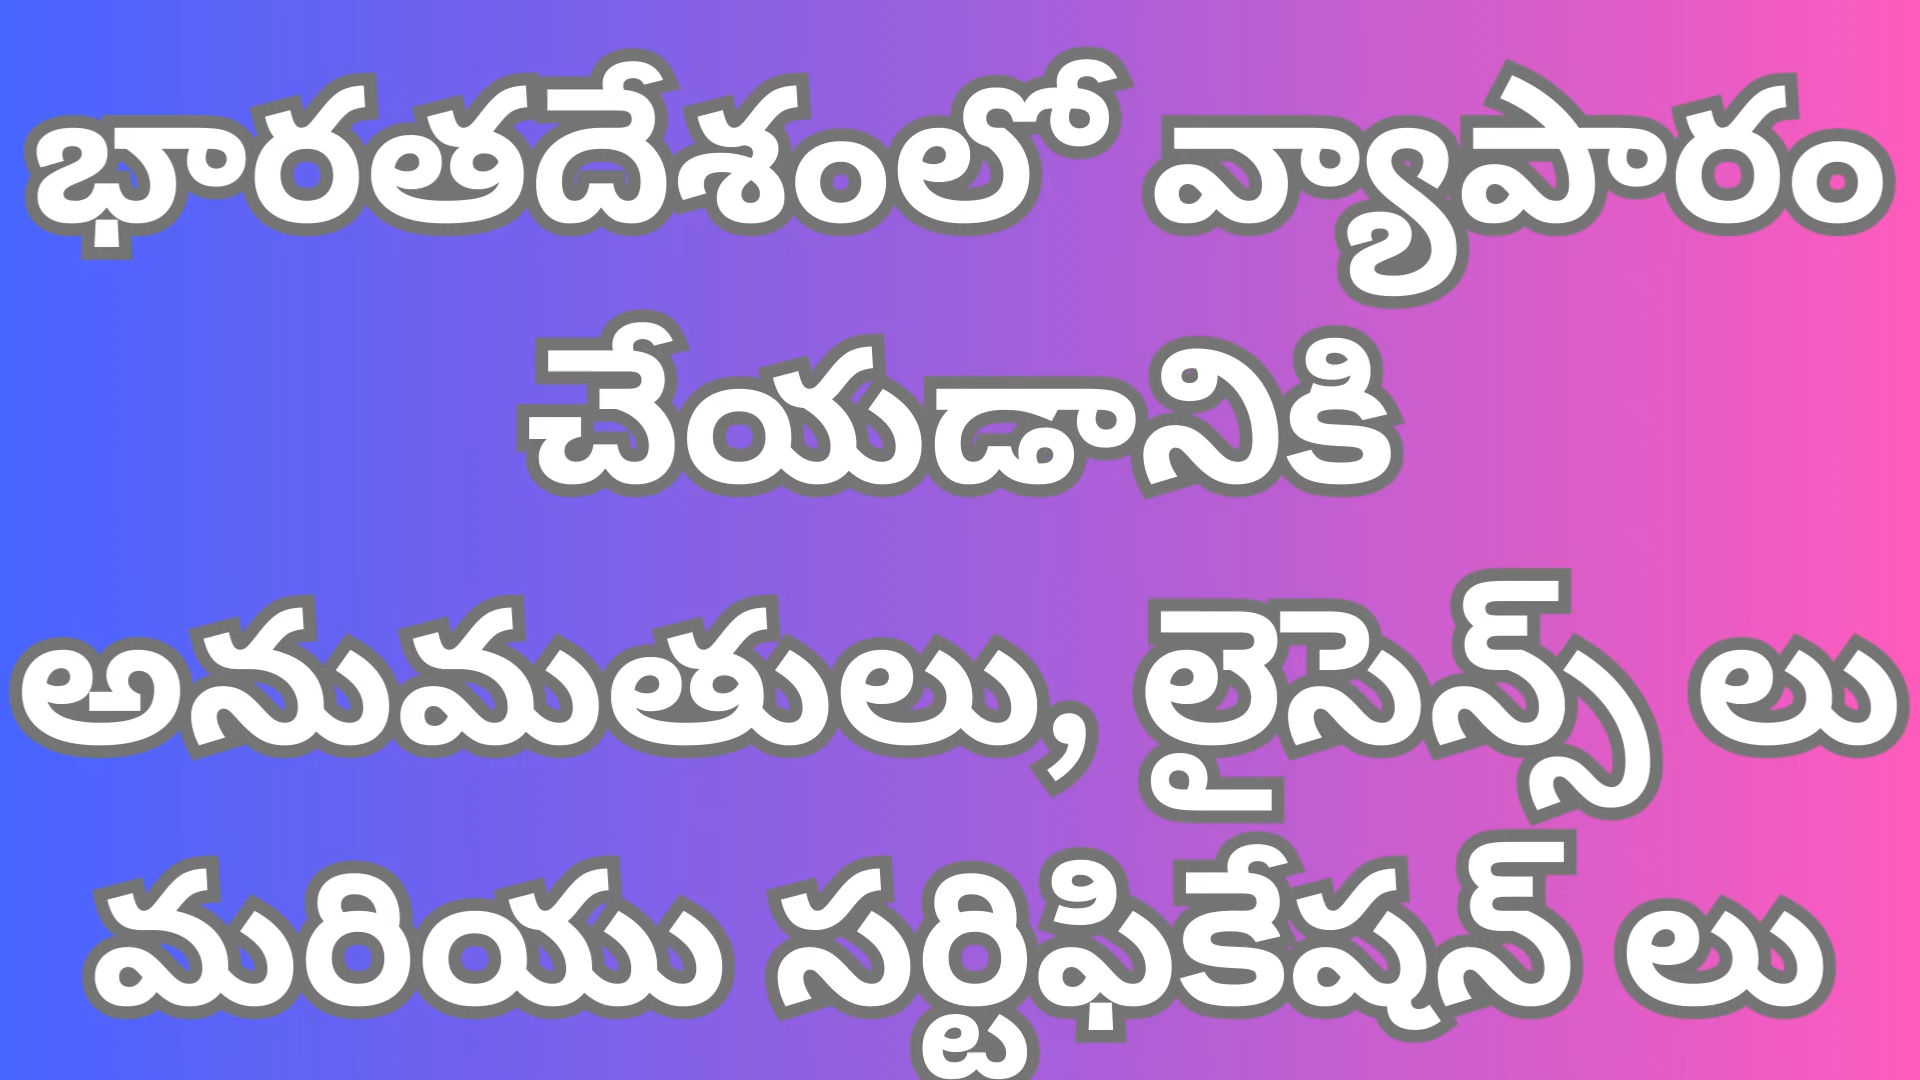 భారతదేశంలో వ్యాపారం
చేయడానికి
అనుమతులు, లైసెన్స్ లు
మరియు సర్టిఫికేషన్ లు